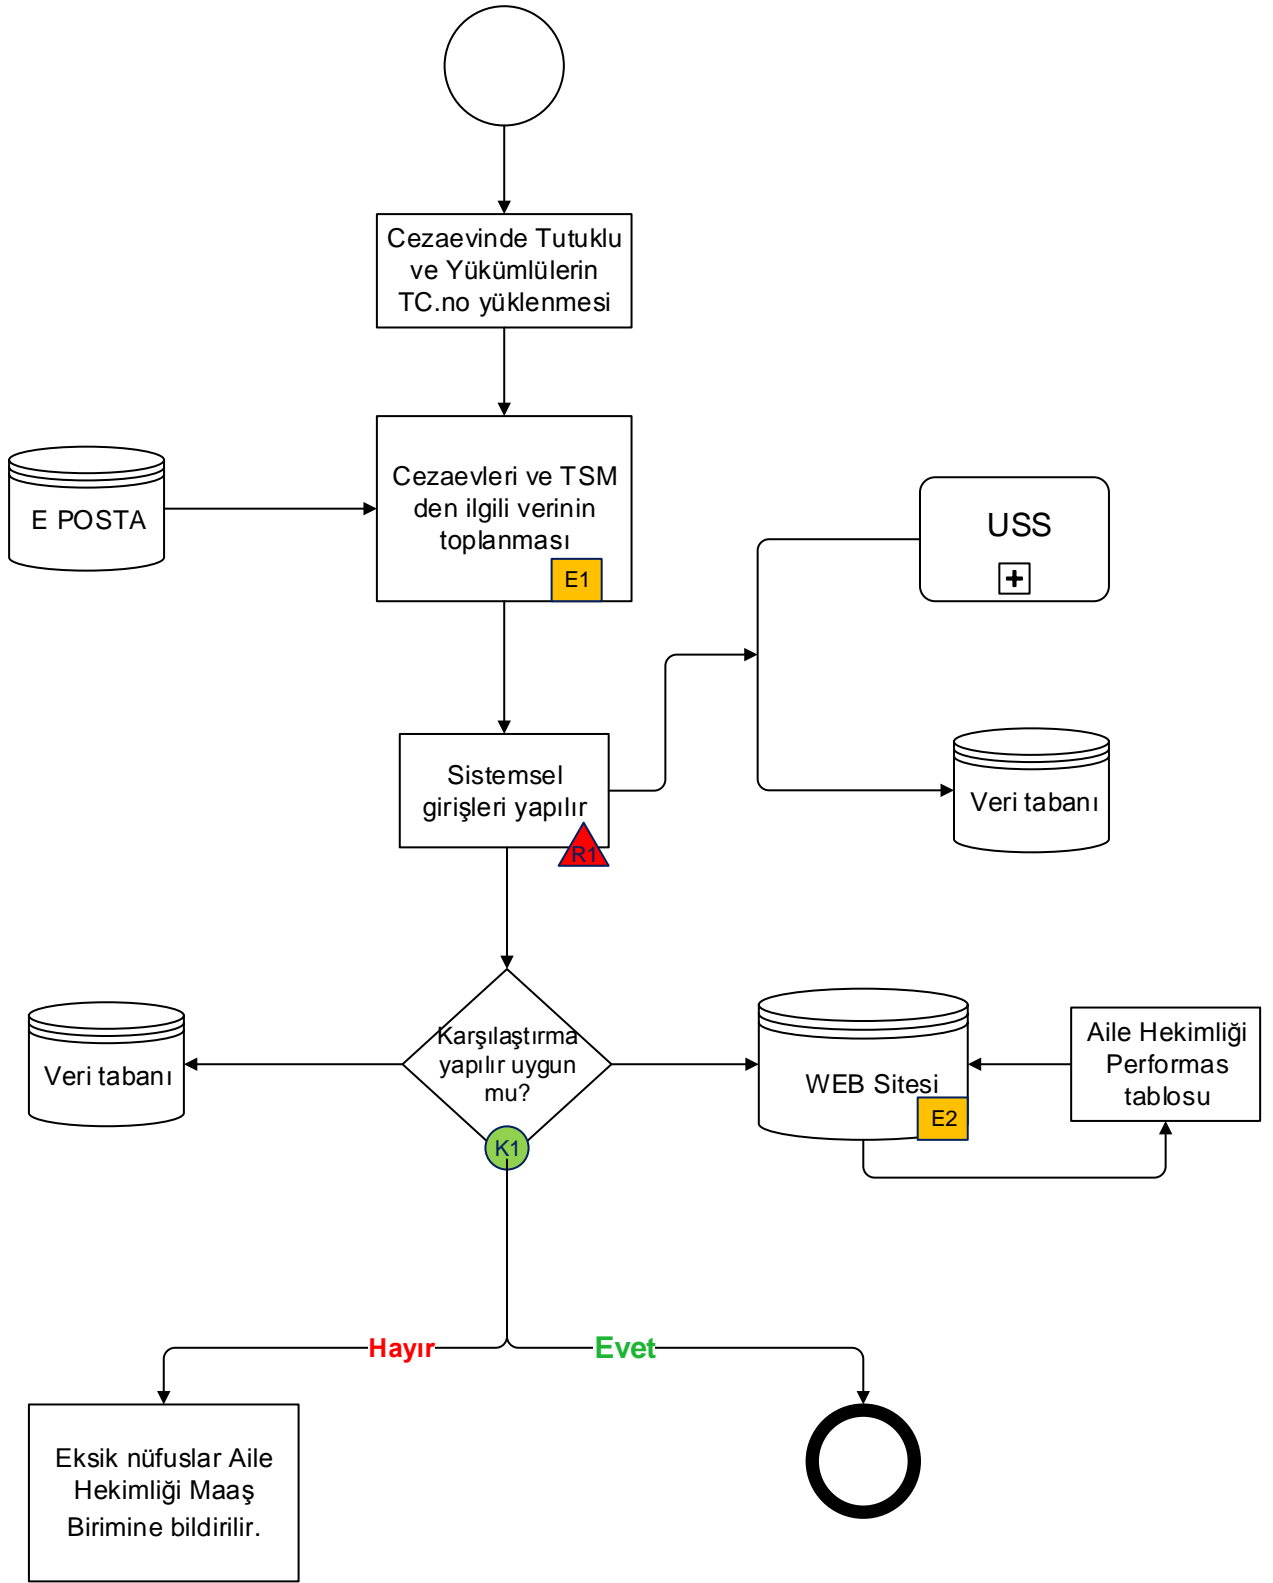 Cezaevinde Tutuklu
ve Yükümlülerin
TC.no yüklenmesi
E POSTA
Cezaevleri ve TSM
den ilgili verinin
toplanması
E1
USS
Sistemsel
girişleri yapılır
R1
Veri tabanı
Veri tabanı
Karşılaştırma
yapılır uygun
mu?
K1
WEB Sitesi
E2
Aile Hekimliği
Performas
tablosu
Hayır
Evet
Eksik nüfuslar Aile
Hekimliği Maaş
Birimine bildirilir.